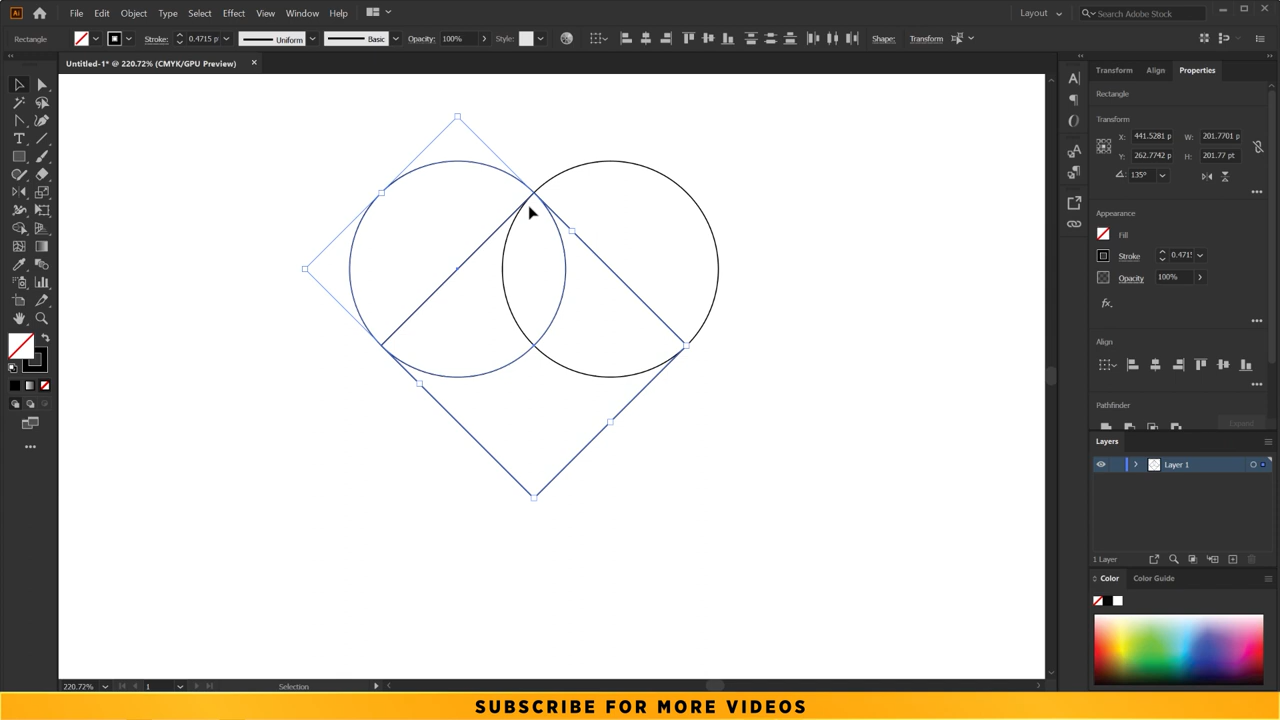 Ai File Edit Object Type Select Effect View Window Help Layout Search Adobe Stock
Rectangle Stroke: 0.4715 p Uniform Basic Opacity: 100% Style: Shape: Transform
Untitled-1* @ 220.72% (CMYK/GPU Preview)
Transform Align Properties
Rectangle
Transform
X: 441.5281 p W: 201.7701 p
Y: 262.7742 p H: 201.77 pt
135°
Appearance
Fill
Stroke 0.4715
Opacity 100%
fx.
Align
Pathfinder
Expand
Layers
Layer 1
1 Layer
Color Color Guide
220.72% 1 Selection
SUBSCRIBE FOR MORE VIDEOS